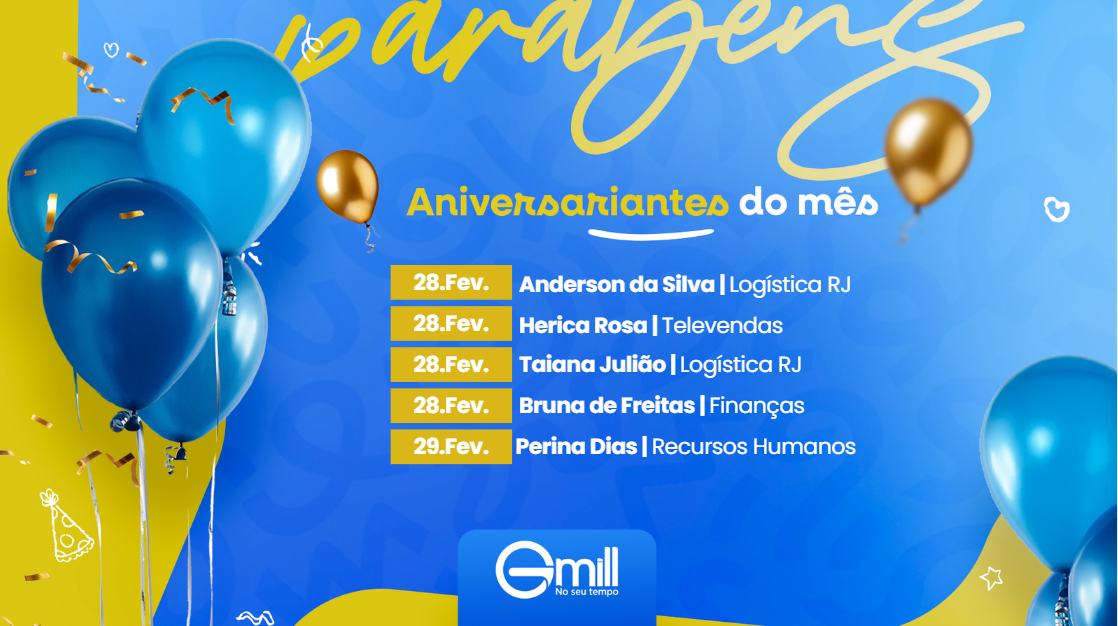 parabéns
Aniversariantes do mês
28.Fev. Anderson da Silva | Logística RJ
28.Fev. Herica Rosa | Televendas
28.Fev. Taiana Julião | Logística RJ
28.Fev. Bruna de Freitas | Finanças
29.Fev. Perina Dias | Recursos Humanos
Gmill
No seu tempo